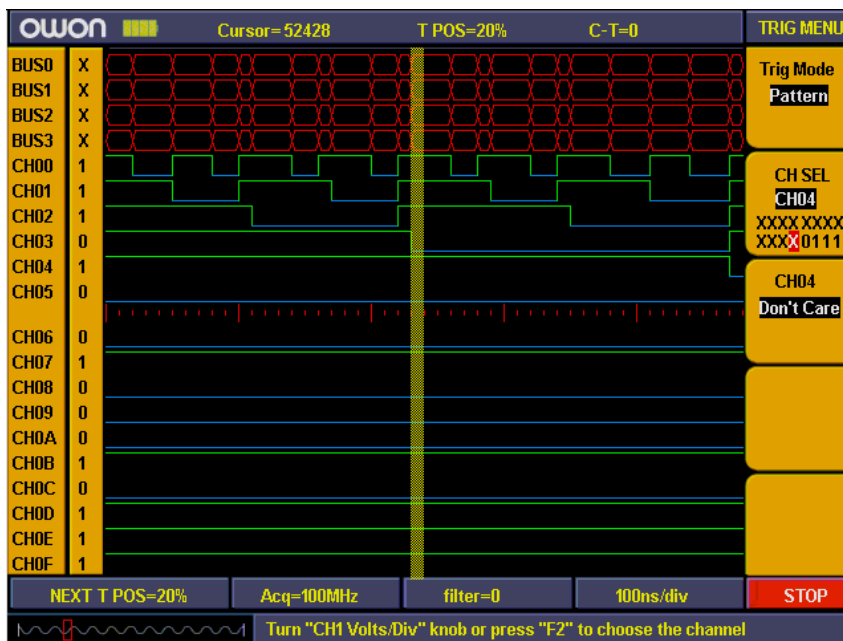 owon Cursor=52428 T POS=20% C-T=0 TRIG MENU
BUS0 X
BUS1 X
BUS2 X
BUS3 X
CH00 1
CH01 1
CH02 1
CH03 0
CH04 1
CH05 0
CH06 0
CH07 1
CH08 0
CH09 0
CH0A 0
CH0B 1
CH0C 0
CH0D 1
CH0E 1
CH0F 1
Trig Mode
Pattern
CH SEL
CH04
XXXX XXXX
XXXX 0111
CH04
Don't Care
NEXT T POS=20% Acq=100MHz filter=0 100ns/div STOP
Turn "CH1 Volts/Div" knob or press "F2" to choose the channel